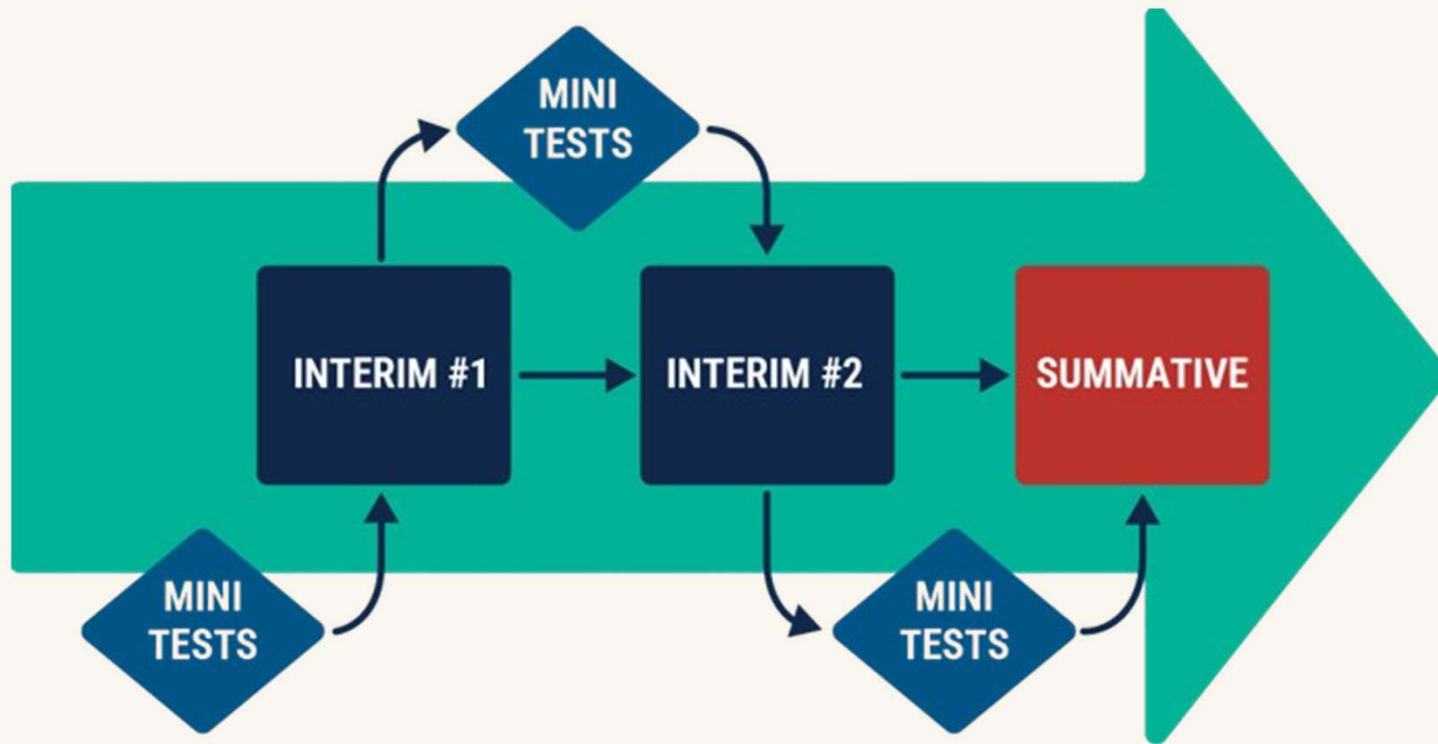 MINI
TESTS
INTERIM #1
INTERIM #2
SUMMATIVE
MINI
TESTS
MINI
TESTS